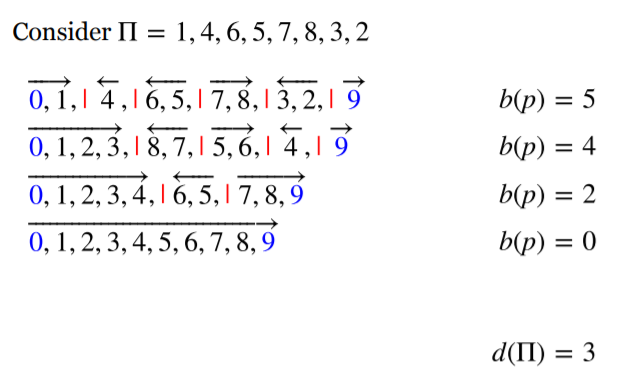 Consider Π = 1, 4, 6, 5, 7, 8, 3, 2
0, 1, | 4 , | 6, 5, | 7, 8, | 3, 2, | 9 b(p) = 5
0, 1, 2, 3, | 8, 7, | 5, 6, | 4 , | 9 b(p) = 4
0, 1, 2, 3, 4, | 6, 5, | 7, 8, 9 b(p) = 2
0, 1, 2, 3, 4, 5, 6, 7, 8, 9 b(p) = 0
d(Π) = 3